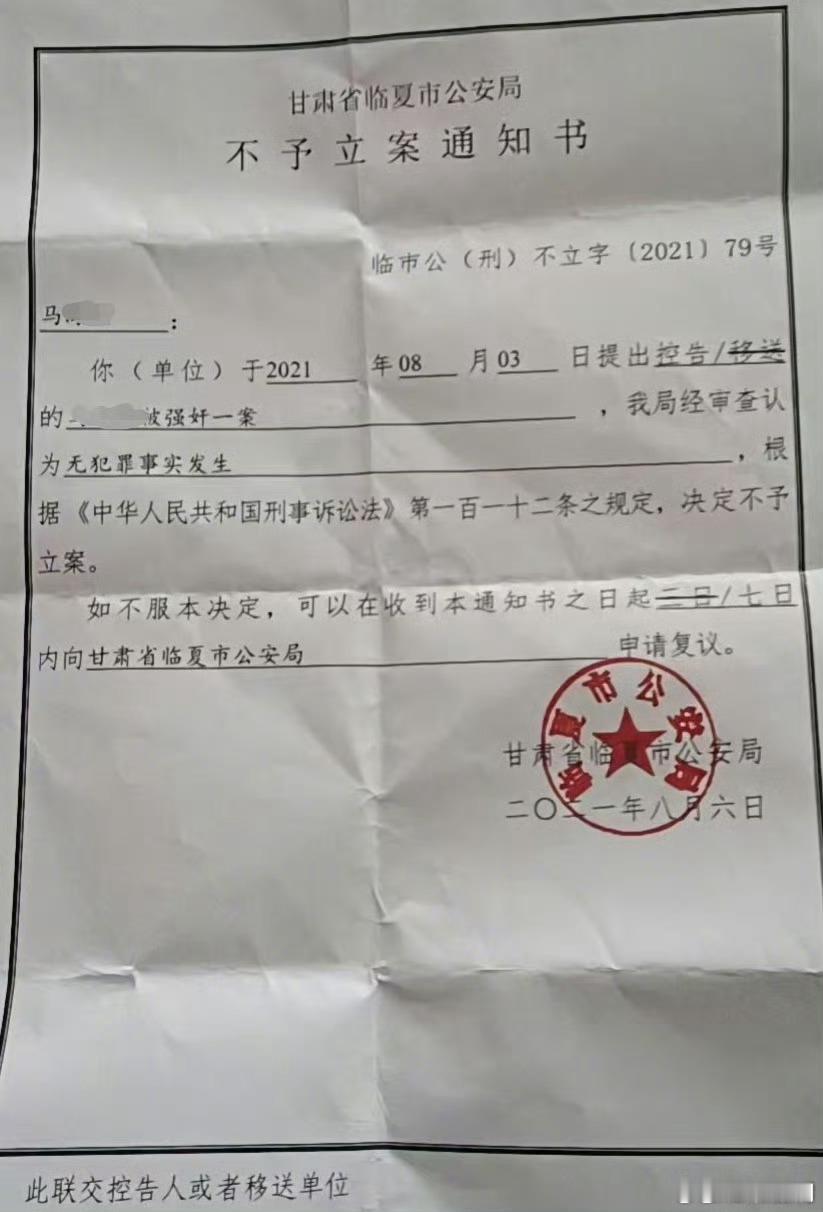 甘肃省临夏市公安局
不予立案通知书
临市公（刑）不立字〔2021〕79号
马：
你（单位）于2021年08月03日提出控告/移送
的被强奸一案，我局经审查认
为无犯罪事实发生，根
据《中华人民共和国刑事诉讼法》第一百一十二条之规定，决定不予
立案。
如不服本决定，可以在收到本通知书之日起三日/七日
内向甘肃省临夏市公安局申请复议。
临夏市公安局
甘肃省临夏市公安局
二〇二一年八月六日
此联交控告人或者移送单位